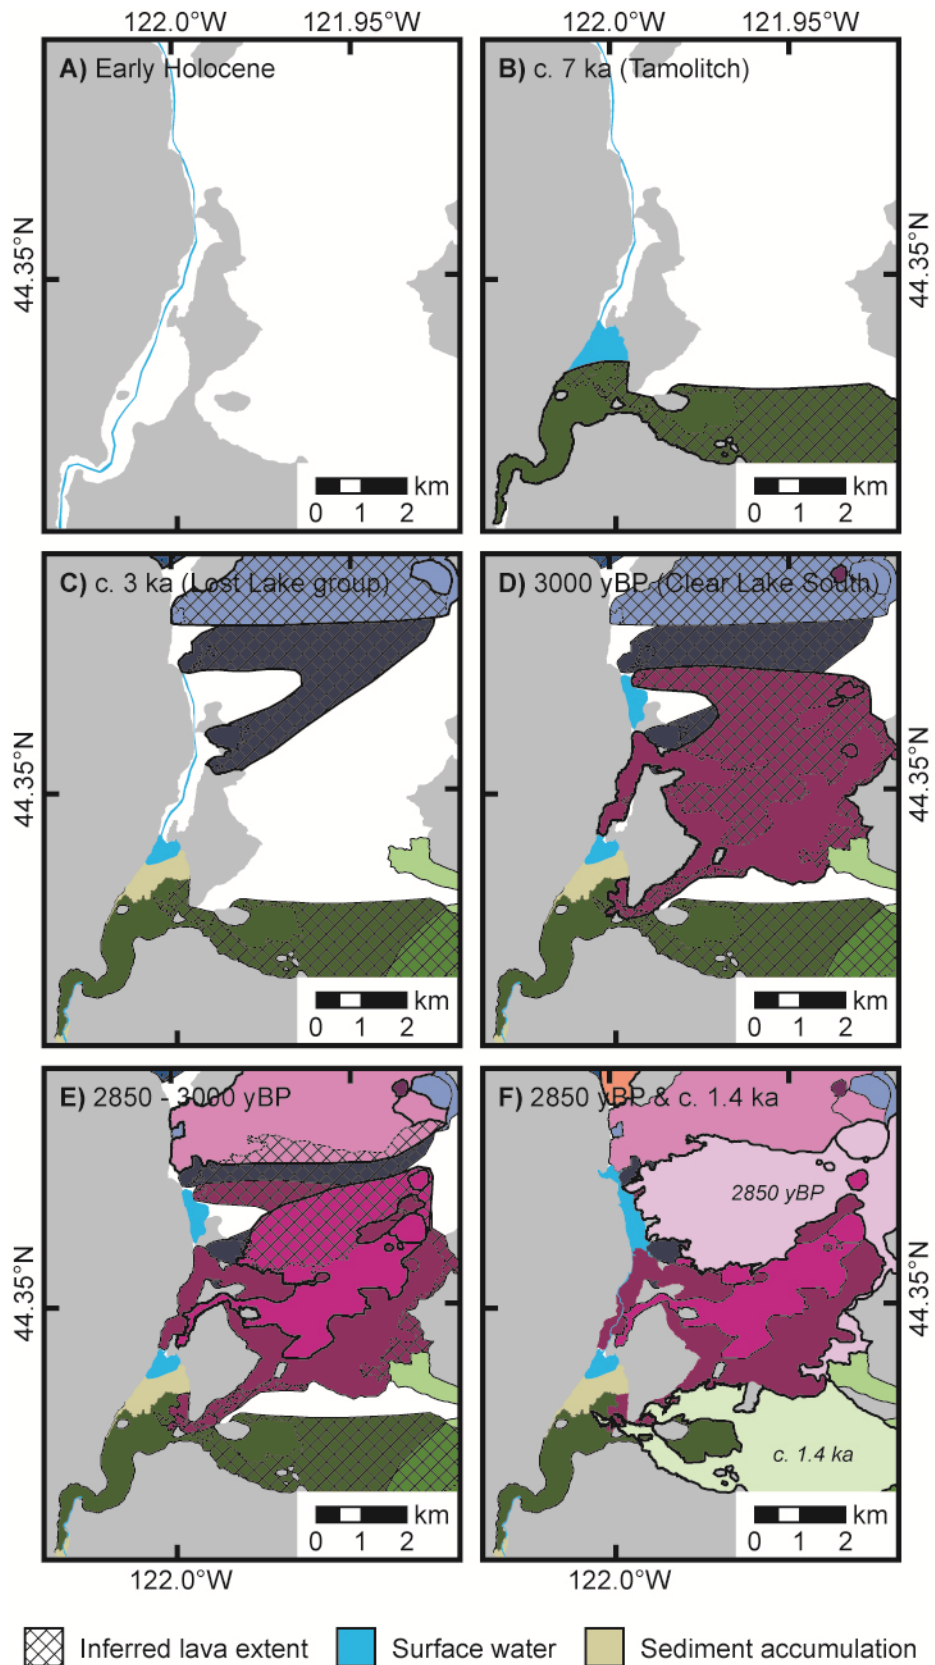 122.0°W 121.95°W 121.95°W
A) Early Holocene
B) c. 7 ka (Tamolitch)
44.35°N
44.35°N
km
0 1 2
km
0 1 2
C) c. 3 ka (Lost Lake group)
D) 3000 yBP (Clear Lake South)
44.35°N
44.35°N
km
0 1 2
km
0 1 2
E) 2850 - 3000 yBP
F) 2850 yBP & c. 1.4 ka
2850 yBP
44.35°N
44.35°N
c. 1.4 ka
km
0 1 2
km
0 1 2
122.0°W 122.0°W
Inferred lava extent Surface water Sediment accumulation